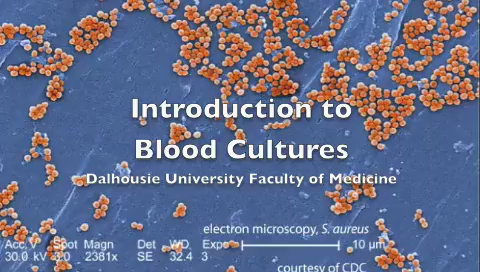 Introduction to
Blood Cultures
Dalhousie University Faculty of Medicine
electron microscopy, S. aureus
Acc.V Spot Magn Det WD Exp
30.0 kV 3.0 2381x SE 32.4 3
10 µm
courtesy of CDC